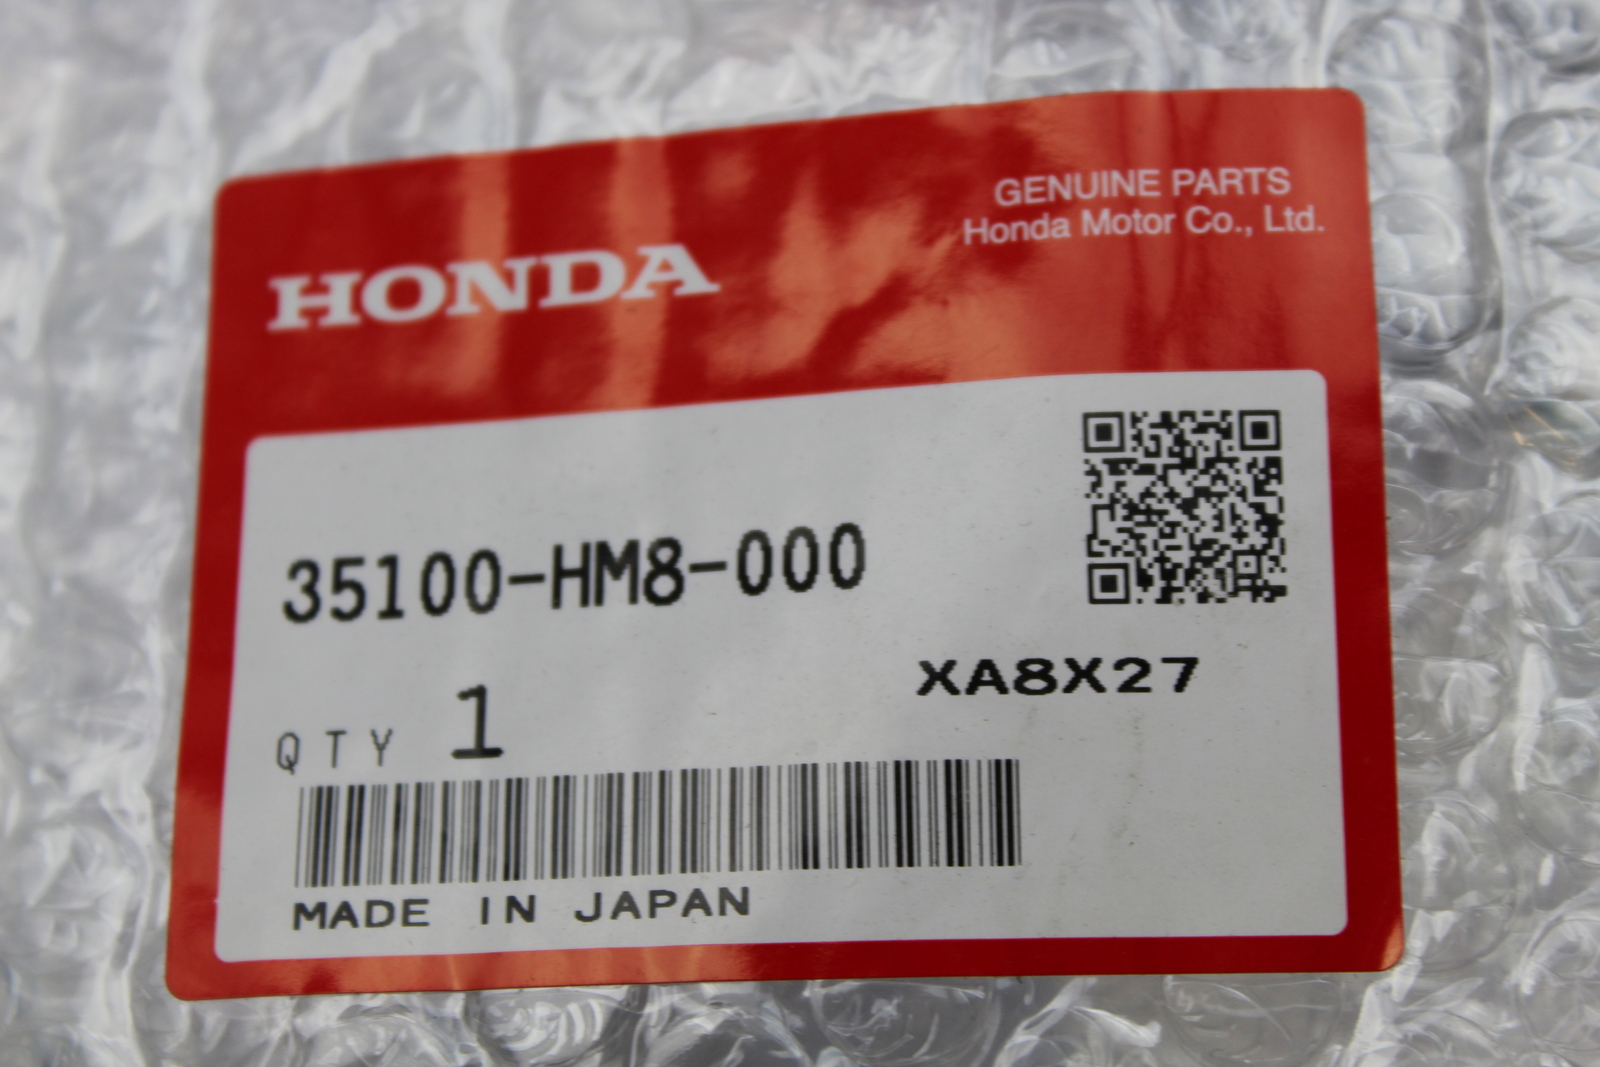 GENUINE PARTS
Honda Motor Co., Ltd.
HONDA
35100-HM8-000
XA8X27
QTY 1
MADE IN JAPAN